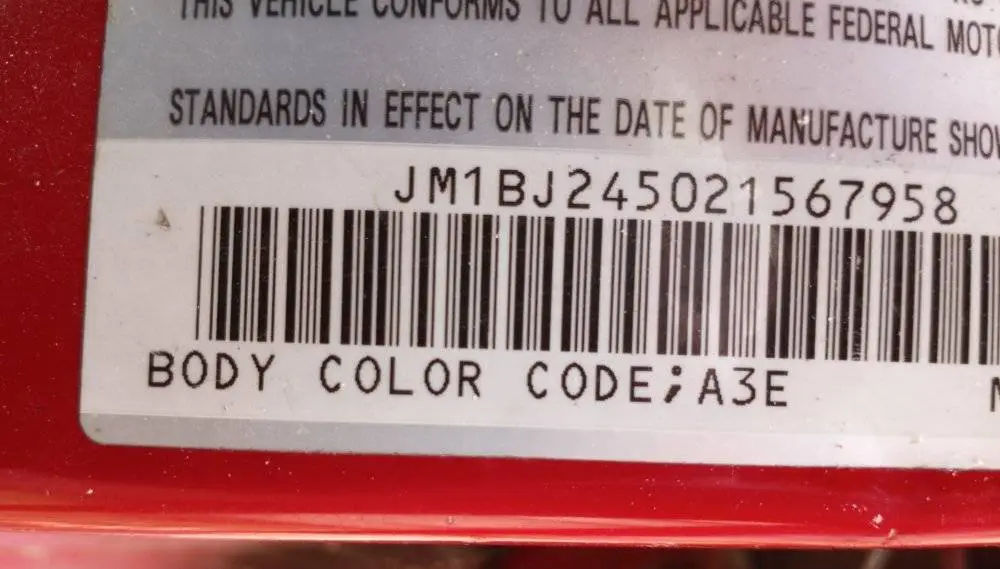 THIS VEHICLE CONFORMS TO ALL APPLICABLE FEDERAL
STANDARDS IN EFFECT ON THE DATE OF MANUFACTURE
JM1BJ245021567958
BODY COLOR CODE;A3E